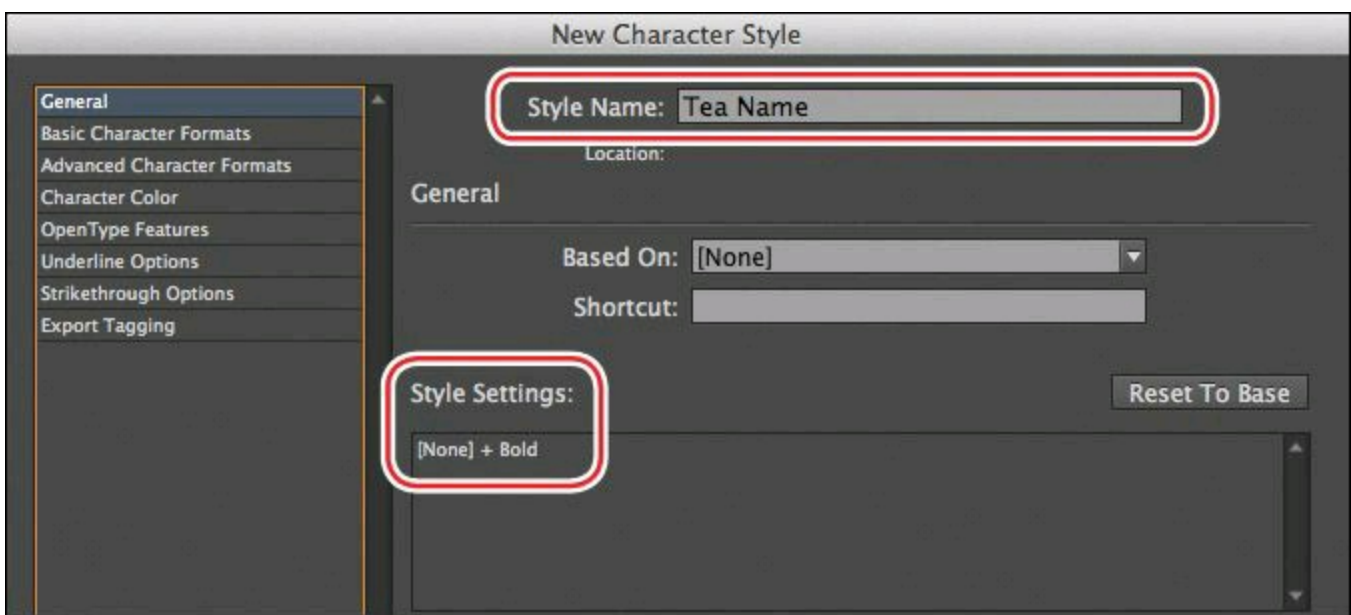 New Character Style
General
Basic Character Formats
Advanced Character Formats
Character Color
OpenType Features
Underline Options
Strikethrough Options
Export Tagging
Style Name: Tea Name
Location:
General
Based On: [None]
Shortcut:
Style Settings:
Reset To Base
[None] + Bold